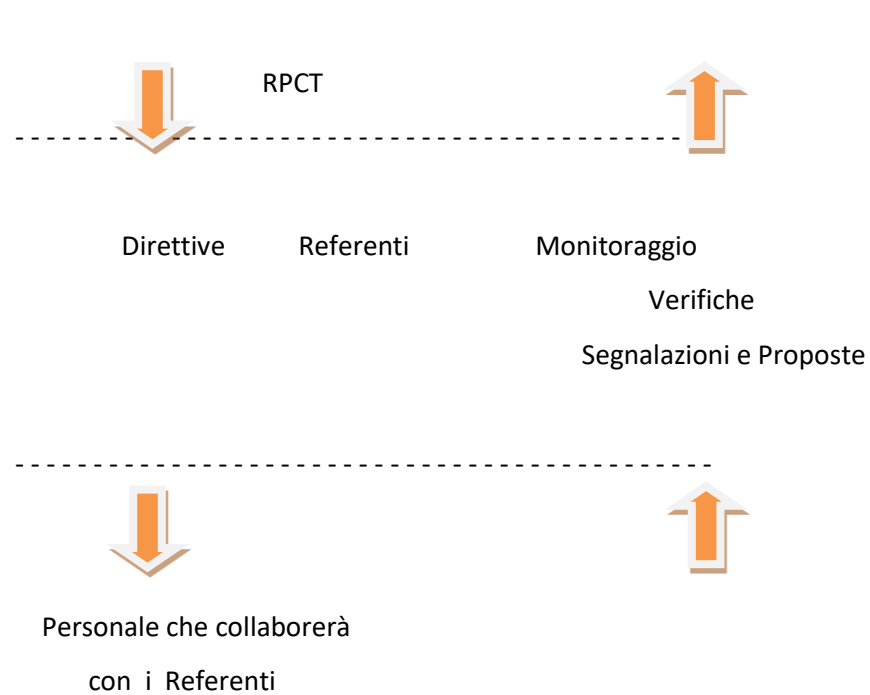 RPCT
- - - - - - - - - - - - - - - - - - - - - - - - - - - - - - - - - - - - - - - - - - - - -
Direttive Referenti Monitoraggio
Verifiche
Segnalazioni e Proposte
- - - - - - - - - - - - - - - - - - - - - - - - - - - - - - - - - - - - - - - - - - - - -
Personale che collaborerà
con i Referenti